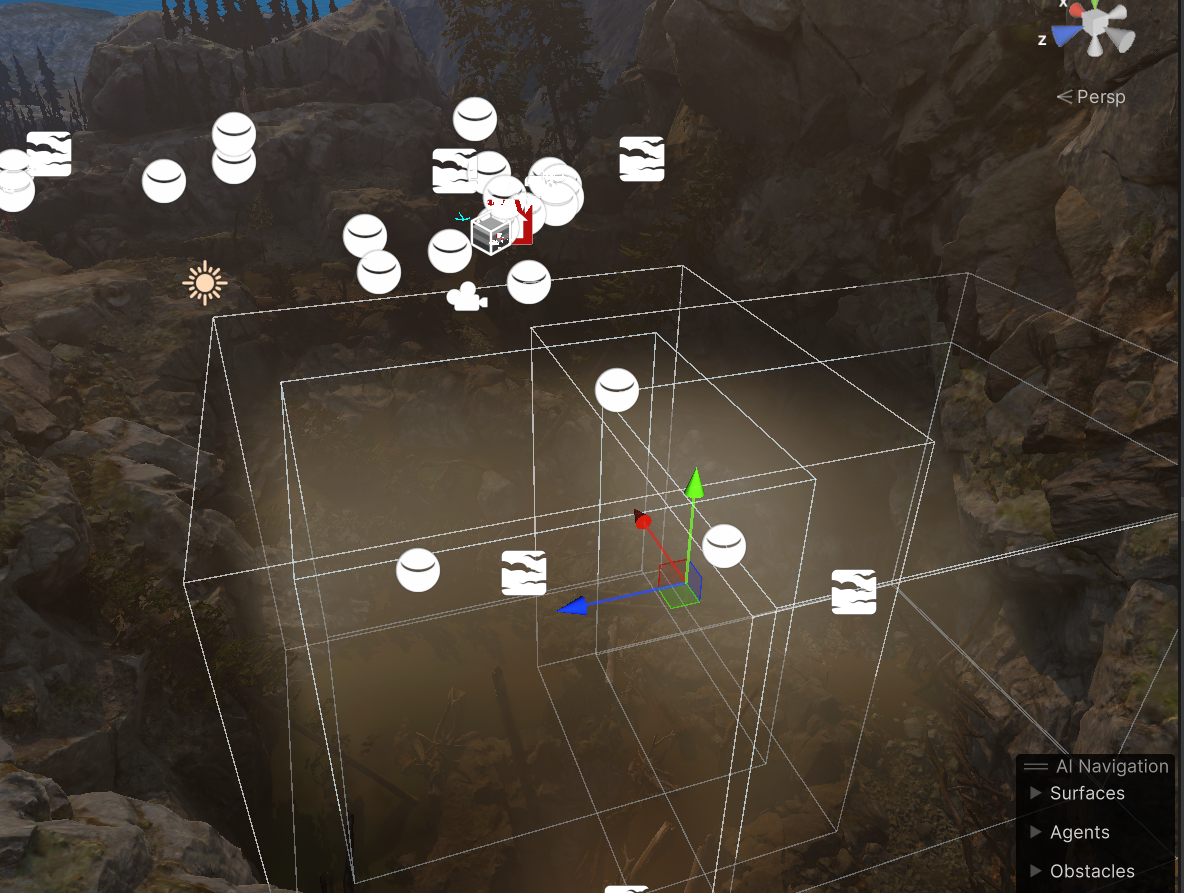 x
z
Persp
AI Navigation
Surfaces
Agents
Obstacles